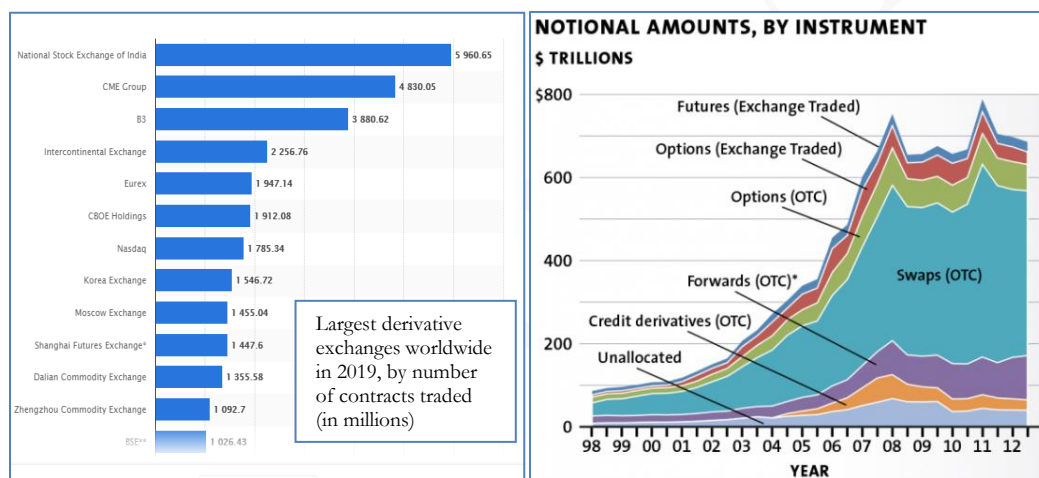 National Stock Exchange of India
5 960.65
CME Group
4 830.05
B3
3 880.62
Intercontinental Exchange
2 256.76
Eurex
1 947.14
CBOE Holdings
1 912.08
Nasdaq
1 785.34
Korea Exchange
1 546.72
Moscow Exchange
1 455.04
Shanghai Futures Exchange*
1 447.6
Dalian Commodity Exchange
1 355.58
Zhengzhou Commodity Exchange
1 092.7
BSE**
1 026.43
Largest derivative
exchanges worldwide
in 2019, by number
of contracts traded
(in millions)
NOTIONAL AMOUNTS, BY INSTRUMENT
$ TRILLIONS
$800
600
400
200
0
Futures (Exchange Traded)
Options (Exchange Traded)
Options (OTC)
Swaps (OTC)
Forwards (OTC)*
Credit derivatives (OTC)
Unallocated
98 99 00 01 02 03 04 05 06 07 08 09 10 11 12
YEAR